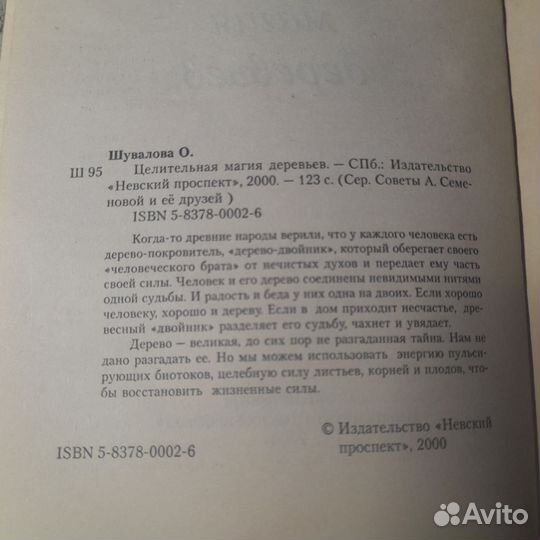 Шувалова О.
Ш 95 Целительная магия деревьев. — СПб.: Издательство
«Невский проспект», 2000. — 123 с. (Сер. Советы А. Семе-
новой и её друзей )
ISBN 5-8378-0002-6
Когда-то древние народы верили, что у каждого человека есть
дерево-покровитель, «дерево-двойник», который оберегает своего
«человеческого брата» от нечистых духов и передает ему часть
своей силы. Человек и его дерево соединены невидимыми нитями
одной судьбы. И радость и беда у них одна на двоих. Если хорошо
человеку, хорошо и дереву. Если в дом приходит несчастье, дре-
весный «двойник» разделяет его судьбу, чахнет и увядает.
Дерево — великая, до сих пор не разгаданная тайна. Нам не
дано разгадать ее. Но мы можем использовать энергию пульси-
рующих биотоков, целебную силу листьев, корней и плодов, что-
бы восстановить жизненные силы.
© Издательство «Невский
проспект», 2000
ISBN 5-8378-0002-6
Avito